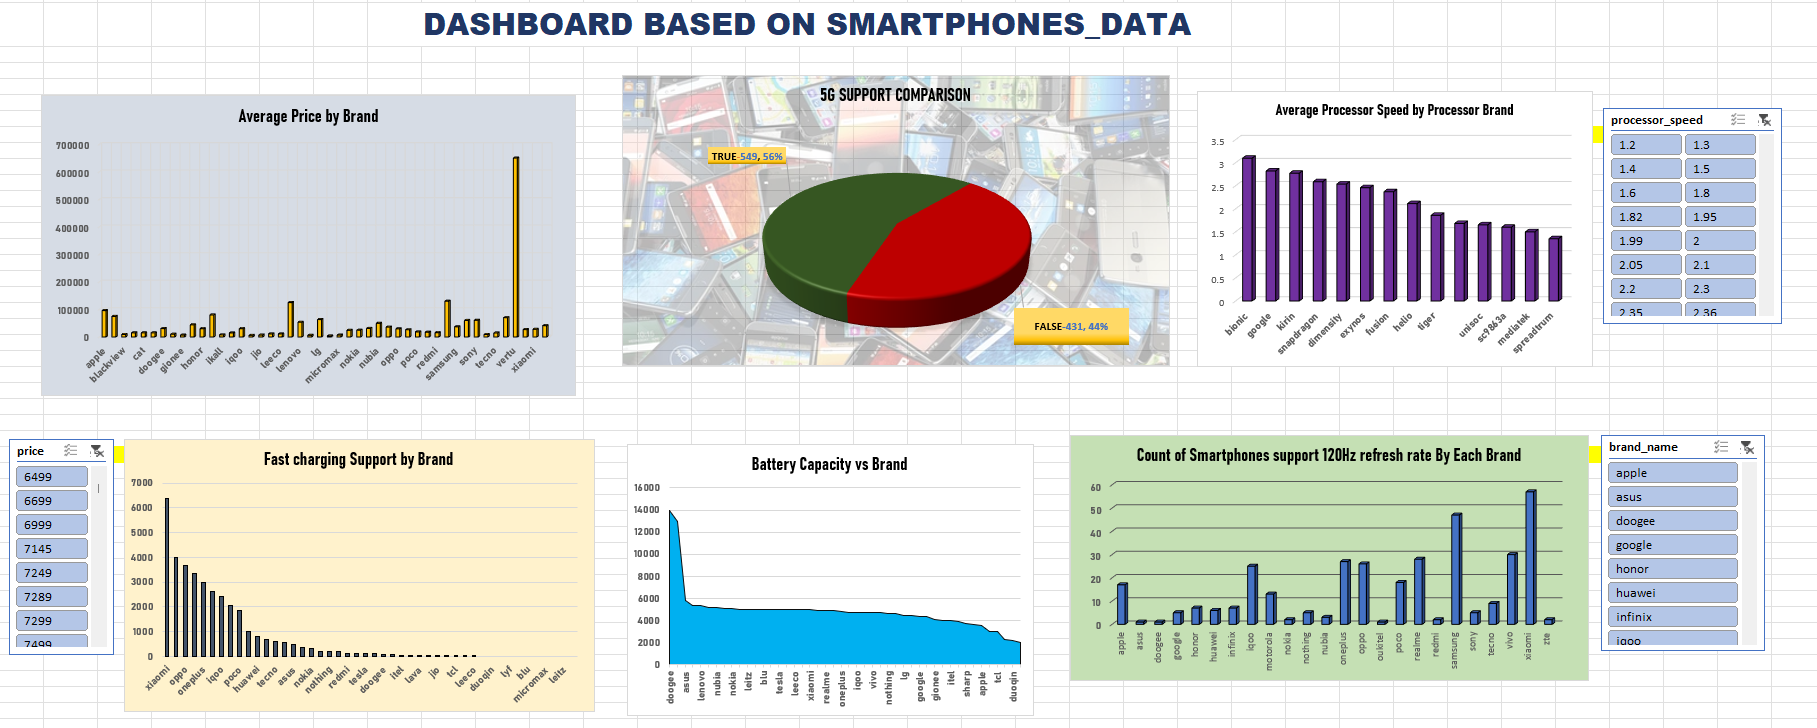 DASHBOARD BASED ON SMARTPHONES_DATA
Average Price by Brand
700000
600000
500000
400000
300000
200000
100000
0
apple
blackview
cat
doogee
gionee
honor
ikall
iqoo
jio
leeco
lenovo
lg
micromax
nokia
nubia
oppo
poco
redmi
samsung
sony
tecno
vertu
xiaomi
5G SUPPORT COMPARISON
TRUE-549, 56%
FALSE-431, 44%
Average Processor Speed by Processor Brand
3.5
3
2.5
2
1.5
1
0.5
0
bionic
google
kirin
snapdragon
dimensity
exynos
fusion
helio
tiger
unisoc
sc9863a
mediatek
spreadtrum
processor_speed
1.2 1.3
1.4 1.5
1.6 1.8
1.82 1.95
1.99 2
2.05 2.1
2.2 2.3
2.35 2.36
price
6499
6699
6999
7145
7249
7289
7299
7499
Fast charging Support by Brand
7000
6000
5000
4000
3000
2000
1000
0
xiaomi
oppo
oneplus
iqoo
poco
huawei
tecno
asus
nokia
nothing
redmi
tesla
doogee
itel
lava
jio
tcl
leeco
duoqin
lyf
blu
micromax
leitz
Battery Capacity vs Brand
16000
14000
12000
10000
8000
6000
4000
2000
0
doogee
asus
lenovo
nubia
nokia
leitz
blu
tesla
leeco
xiaomi
realme
oneplus
iqoo
vivo
nothing
lg
google
gionee
itel
sharp
apple
tcl
duoqin
Count of Smartphones support 120Hz refresh rate By Each Brand
60
50
40
30
20
10
0
apple
asus
doogee
google
honor
huawei
infinix
iqoo
motorola
nokia
nothing
nubia
oneplus
oppo
oukitel
poco
realme
redmi
samsung
sony
tecno
vivo
xiaomi
zte
brand_name
apple
asus
doogee
google
honor
huawei
infinix
iqoo